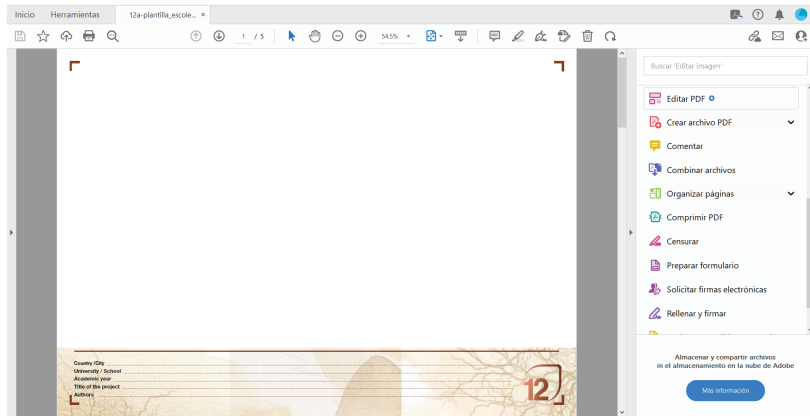 Inicio Herramientas 12a-plantilla_escole... ×
1 / 5 54.5%
Buscar 'Editar imagen'
Editar PDF
Crear archivo PDF
Comentar
Combinar archivos
Organizar páginas
Comprimir PDF
Censurar
Preparar formulario
Solicitar firmas electrónicas
Rellenar y firmar
Almacenar y compartir archivos
in el almacenamiento en la nube de Adobe
Más información
Country /City
University / School
Academic year
Title of the project
Authors
12